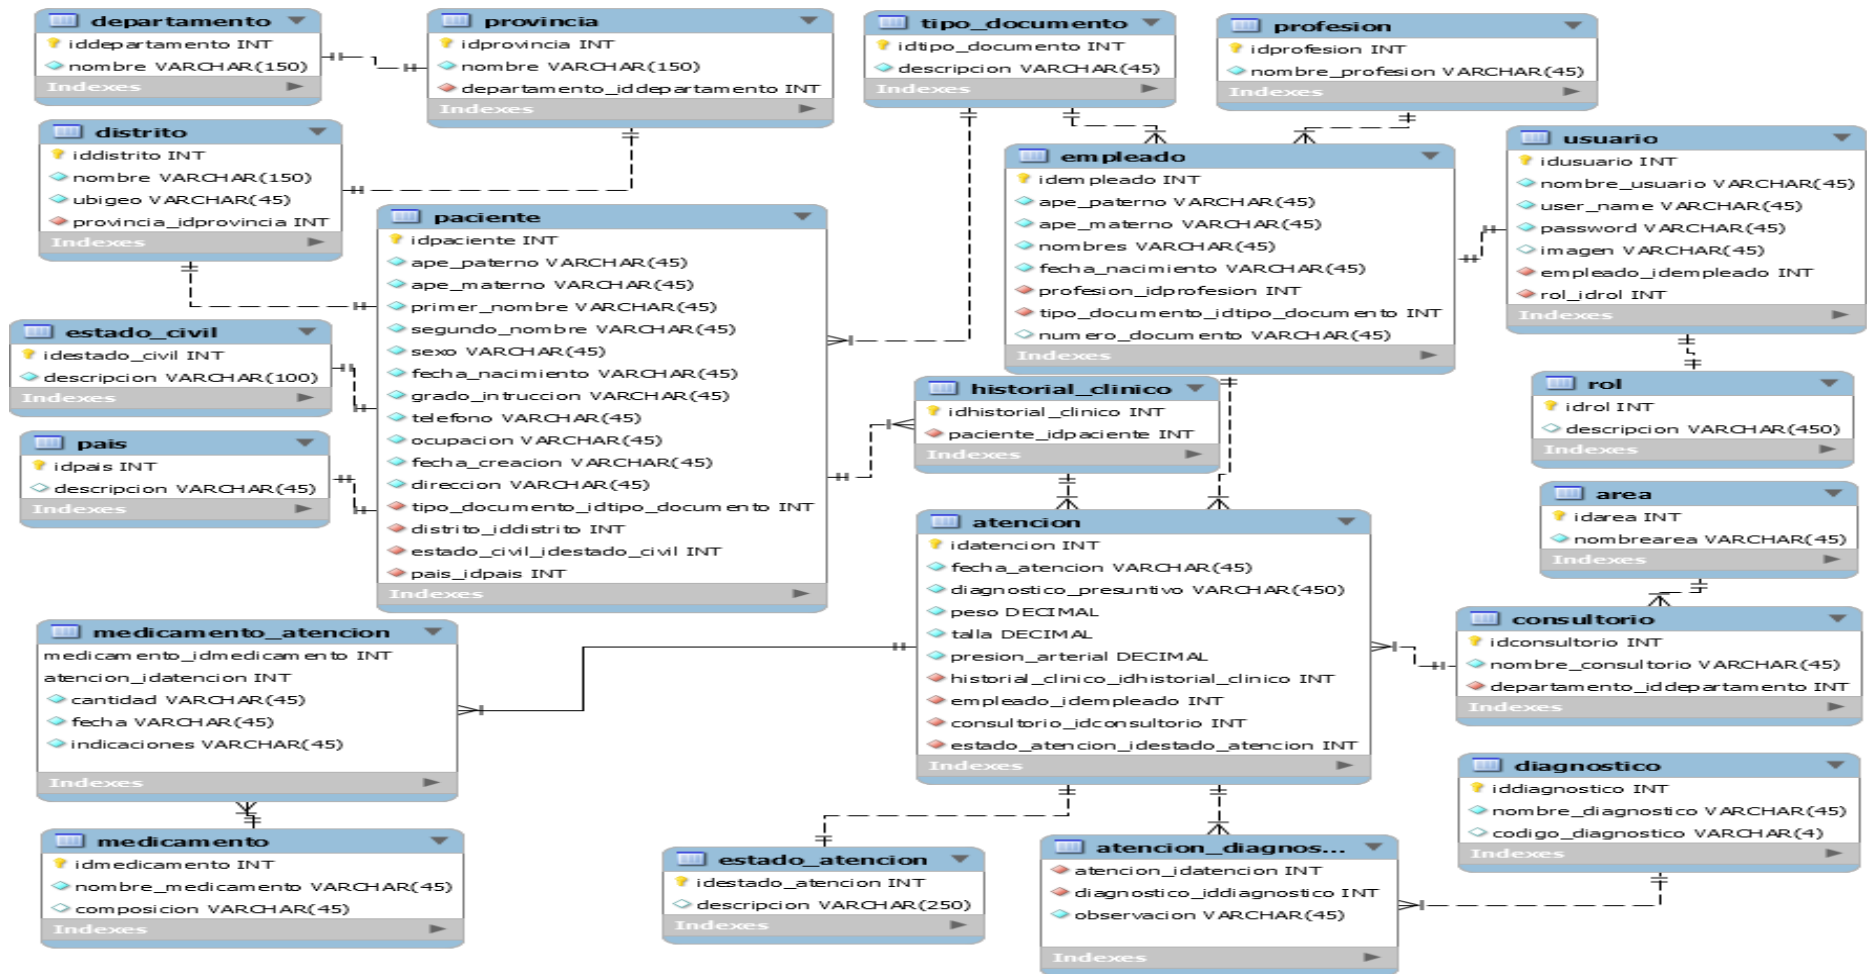 departamento
iddepartamento INT
nombre VARCHAR(150)
Indexes
provincia
idprovincia INT
nombre VARCHAR(150)
departamento_iddepartamento INT
Indexes
tipo_documento
idtipo_documento INT
descripcion VARCHAR(45)
Indexes
profesion
idprofesion INT
nombre_profesion VARCHAR(45)
Indexes
distrito
iddistrito INT
nombre VARCHAR(150)
ubigeo VARCHAR(45)
provincia_idprovincia INT
Indexes
empleado
idempleado INT
ape_paterno VARCHAR(45)
ape_materno VARCHAR(45)
nombres VARCHAR(45)
fecha_nacimiento VARCHAR(45)
profesion_idprofesion INT
tipo_documento_idtipo_documento INT
numero_documento VARCHAR(45)
Indexes
usuario
idusuario INT
nombre_usuario VARCHAR(45)
user_name VARCHAR(45)
password VARCHAR(45)
imagen VARCHAR(45)
empleado_idempleado INT
rol_idrol INT
Indexes
paciente
idpaciente INT
ape_paterno VARCHAR(45)
ape_materno VARCHAR(45)
primer_nombre VARCHAR(45)
segundo_nombre VARCHAR(45)
sexo VARCHAR(45)
fecha_nacimiento VARCHAR(45)
grado_intruccion VARCHAR(45)
telefono VARCHAR(45)
ocupacion VARCHAR(45)
fecha_creacion VARCHAR(45)
direccion VARCHAR(45)
tipo_documento_idtipo_documento INT
distrito_iddistrito INT
estado_civil_idestado_civil INT
pais_idpais INT
Indexes
estado_civil
idestado_civil INT
descripcion VARCHAR(100)
Indexes
pais
idpais INT
descripcion VARCHAR(45)
Indexes
historial_clinico
idhistorial_clinico INT
paciente_idpaciente INT
Indexes
rol
idrol INT
descripcion VARCHAR(450)
Indexes
area
idarea INT
nombrearea VARCHAR(45)
Indexes
atencion
idatencion INT
fecha_atencion VARCHAR(45)
diagnostico_presuntivo VARCHAR(450)
peso DECIMAL
talla DECIMAL
presion_arterial DECIMAL
historial_clinico_idhistorial_clinico INT
empleado_idempleado INT
consultorio_idconsultorio INT
estado_atencion_idestado_atencion INT
Indexes
consultorio
idconsultorio INT
nombre_consultorio VARCHAR(45)
departamento_iddepartamento INT
Indexes
medicamento_atencion
medicamento_idmedicamento INT
atencion_idatencion INT
cantidad VARCHAR(45)
fecha VARCHAR(45)
indicaciones VARCHAR(45)
Indexes
diagnostico
iddiagnostico INT
nombre_diagnostico VARCHAR(45)
codigo_diagnostico VARCHAR(4)
Indexes
medicamento
idmedicamento INT
nombre_medicamento VARCHAR(45)
composicion VARCHAR(45)
Indexes
estado_atencion
idestado_atencion INT
descripcion VARCHAR(250)
Indexes
atencion_diagnos...
atencion_idatencion INT
diagnostico_iddiagnostico INT
observacion VARCHAR(45)
Indexes